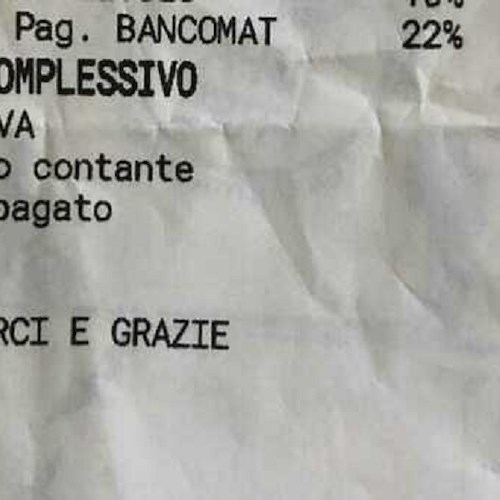 Pag. BANCOMAT 22%
OMPLESSIVO
VA
o contante
pagato
RCI E GRAZIE